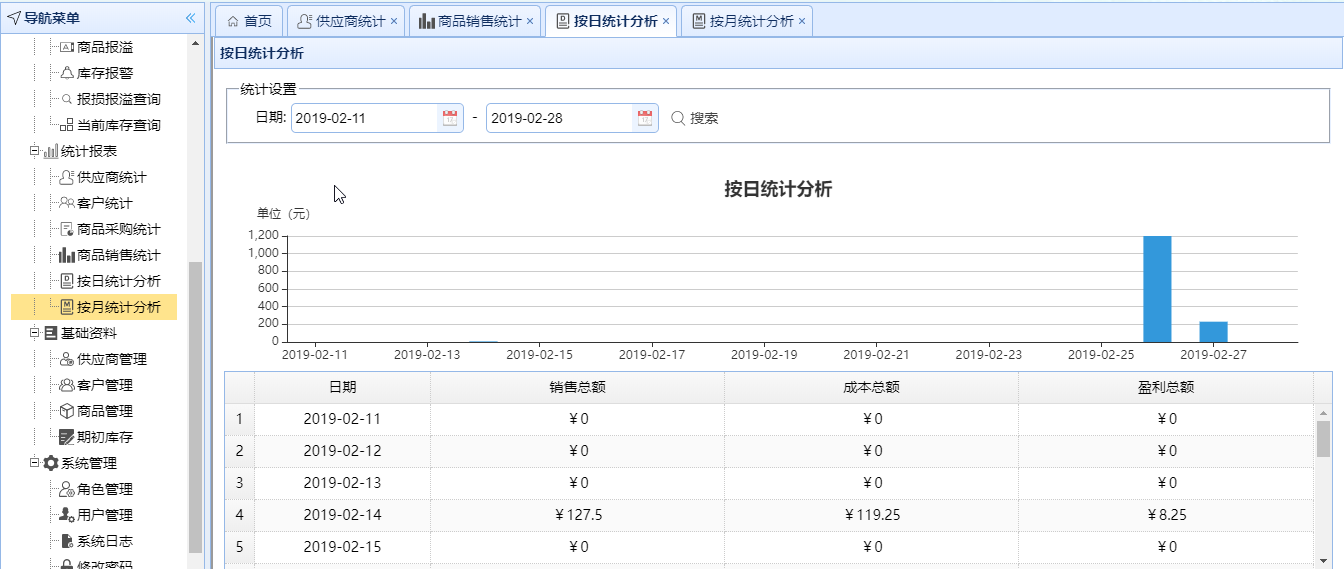 导航菜单
商品报溢
库存报警
报损报溢查询
当前库存查询
统计报表
供应商统计
客户统计
商品采购统计
商品销售统计
按日统计分析
按月统计分析
基础资料
供应商管理
客户管理
商品管理
期初库存
系统管理
角色管理
用户管理
系统日志
修改密码
首页 供应商统计 × 商品销售统计 × 按日统计分析 × 按月统计分析 ×
按日统计分析
统计设置
日期: 2019-02-11 - 2019-02-28 搜索
按日统计分析
单位（元）
1,200
1,000
800
600
400
200
0
2019-02-11 2019-02-13 2019-02-15 2019-02-17 2019-02-19 2019-02-21 2019-02-23 2019-02-25 2019-02-27
日期 销售总额 成本总额 盈利总额
1 2019-02-11 ￥0 ￥0 ￥0
2 2019-02-12 ￥0 ￥0 ￥0
3 2019-02-13 ￥0 ￥0 ￥0
4 2019-02-14 ￥127.5 ￥119.25 ￥8.25
5 2019-02-15 ￥0 ￥0 ￥0